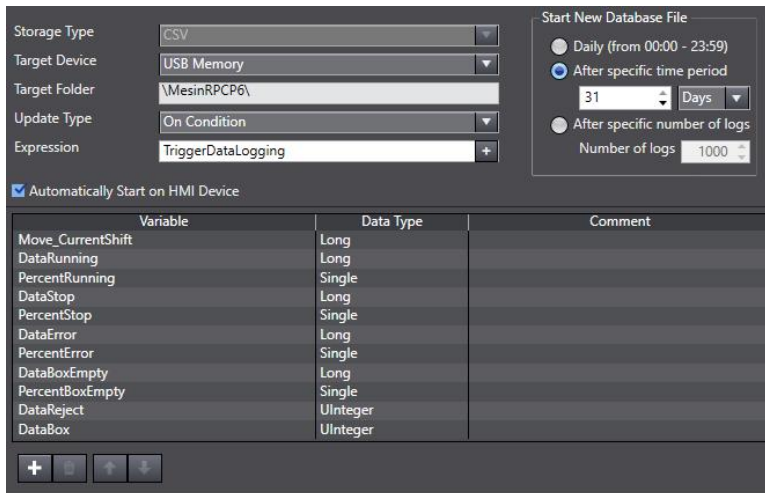 Storage Type CSV
Target Device USB Memory
Target Folder \MesinRPCP6\
Update Type On Condition
Expression TriggerDataLogging +
Start New Database File
Daily (from 00:00 - 23:59)
After specific time period
31 Days
After specific number of logs
Number of logs 1000
Automatically Start on HMI Device
Variable Data Type Comment
Move_CurrentShift Long
DataRunning Long
PercentRunning Single
DataStop Long
PercentStop Single
DataError Long
PercentError Single
DataBoxEmpty Long
PercentBoxEmpty Single
DataReject UInteger
DataBox UInteger
+